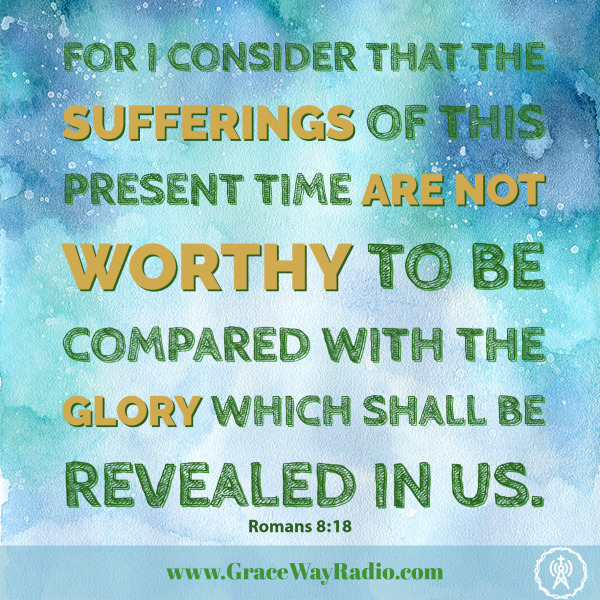 FOR I CONSIDER THAT THE
SUFFERINGS OF THIS
PRESENT TIME ARE NOT
WORTHY TO BE
COMPARED WITH THE
GLORY WHICH SHALL BE
REVEALED IN US.
Romans 8:18
www.GraceWayRadio.com